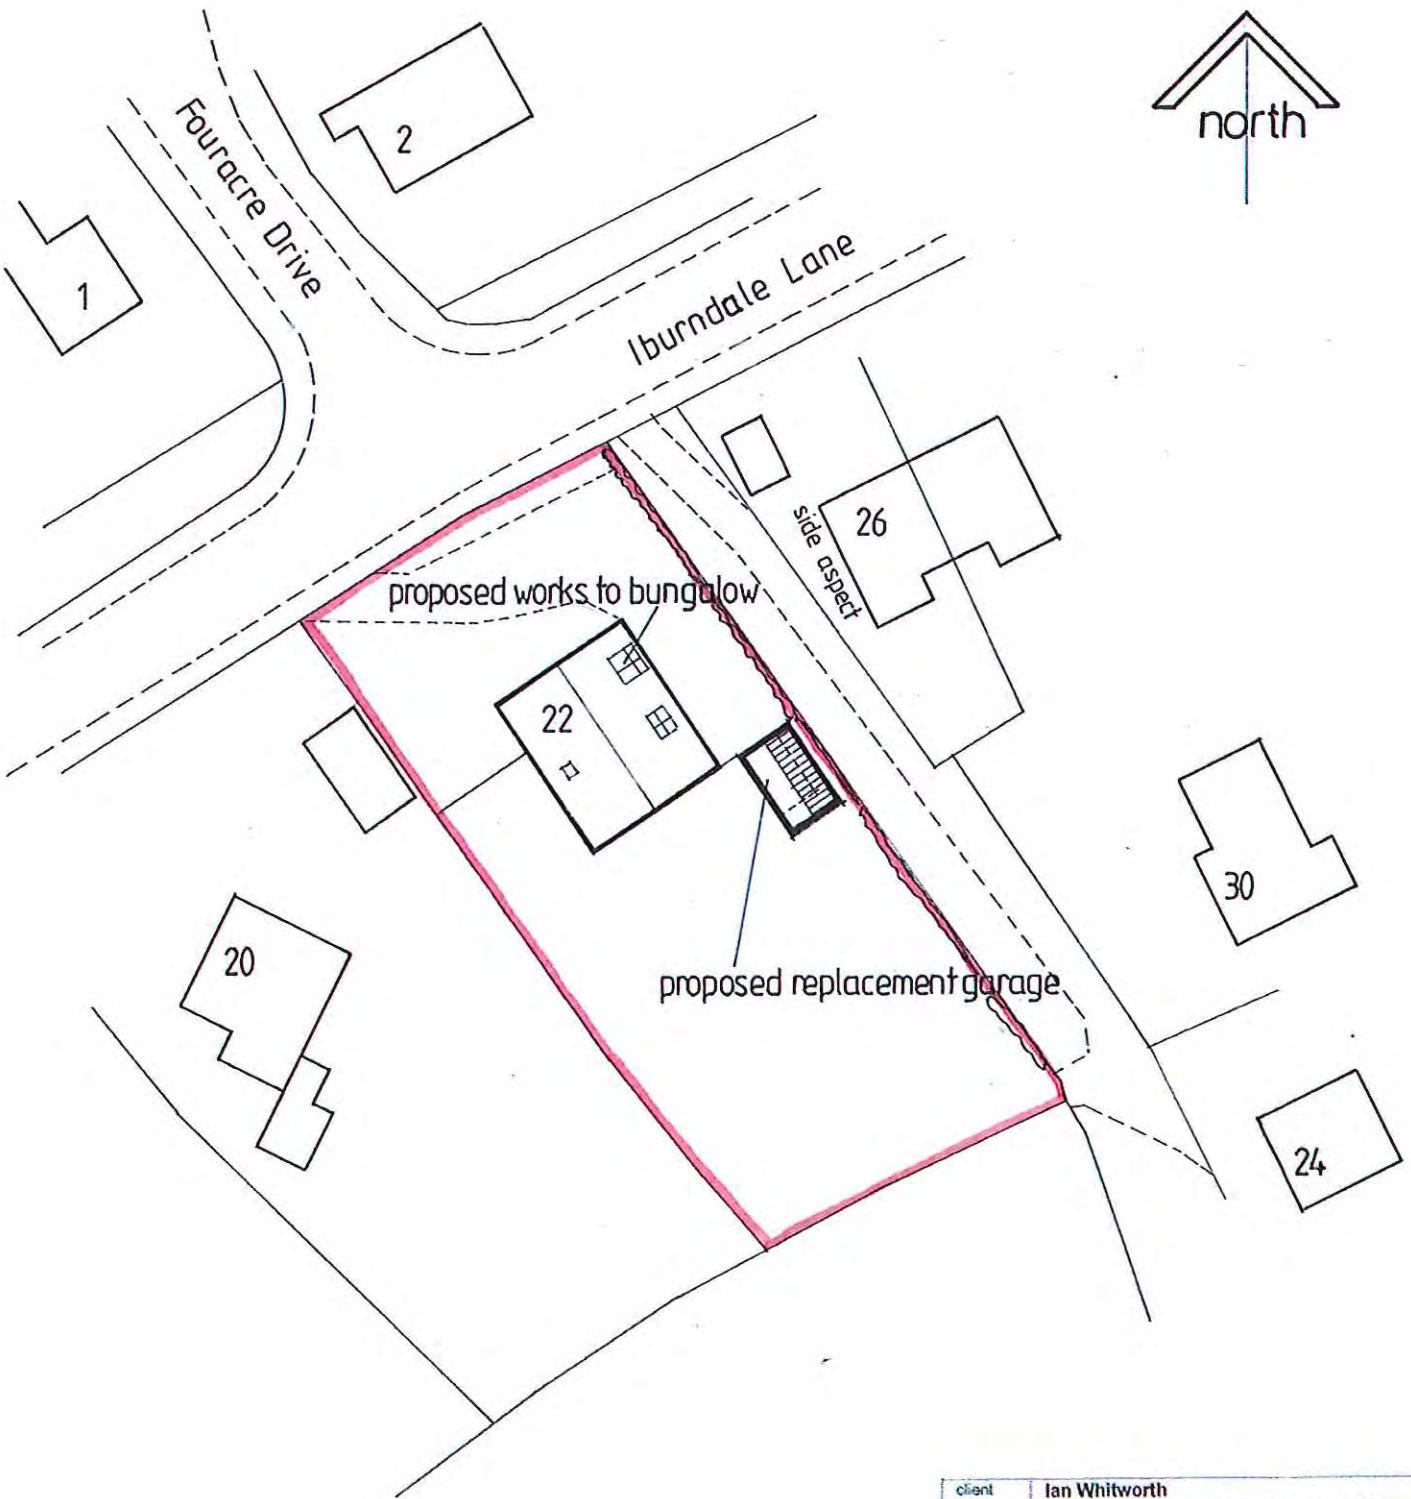 north
Fouracre Drive
2
1
Iburndale Lane
26
side aspect
proposed works to bungalow
22
30
20
proposed replacement garage
24
client Ian Whitworth